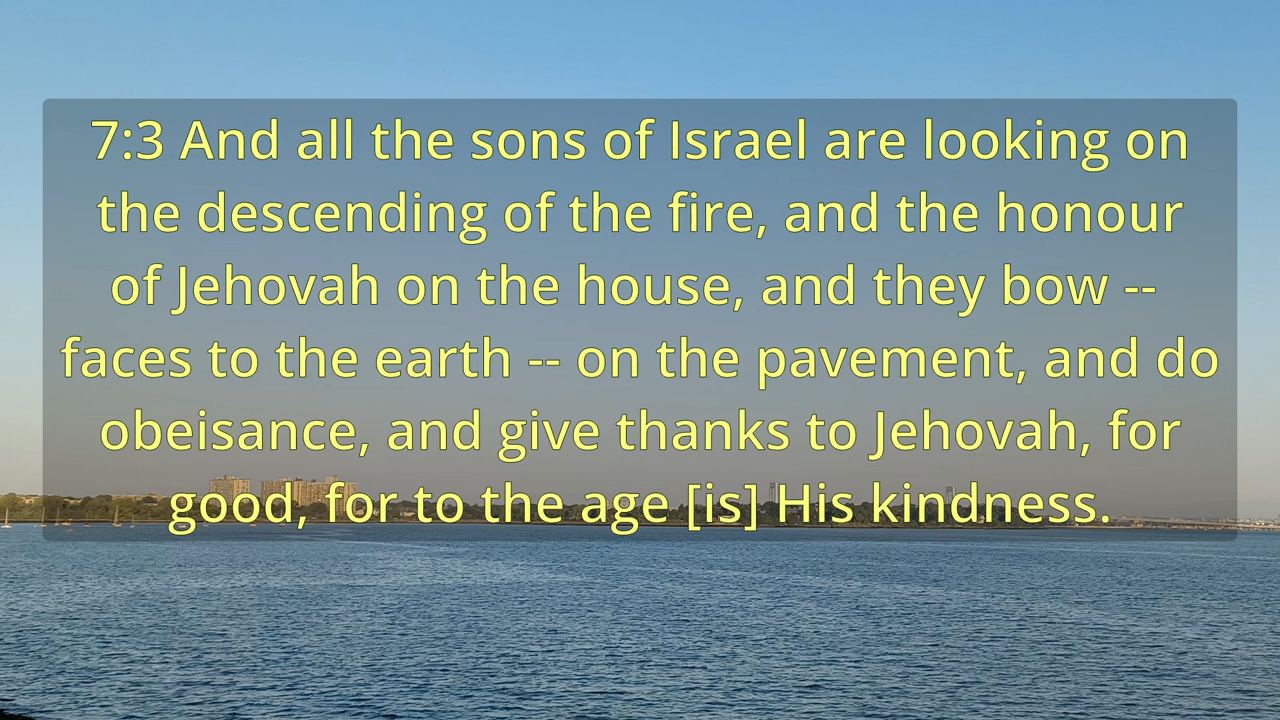 7:3 And all the sons of Israel are looking on
the descending of the fire, and the honour
of Jehovah on the house, and they bow --
faces to the earth -- on the pavement, and do
obeisance, and give thanks to Jehovah, for
good, for to the age [is] His kindness.